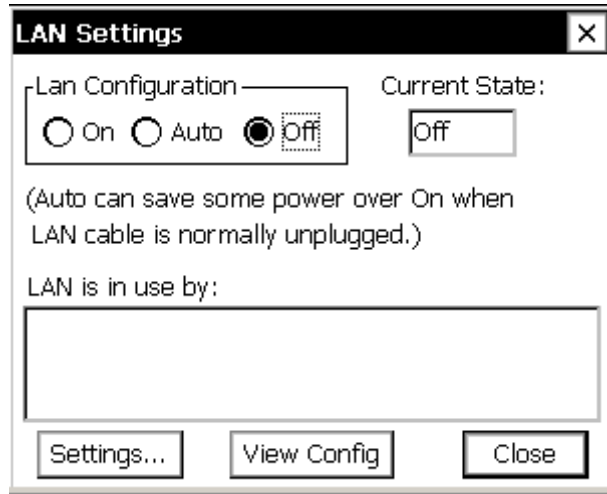 LAN Settings
Lan Configuration
On Auto Off
Current State:
Off
(Auto can save some power over On when
LAN cable is normally unplugged.)
LAN is in use by:
Settings... View Config Close